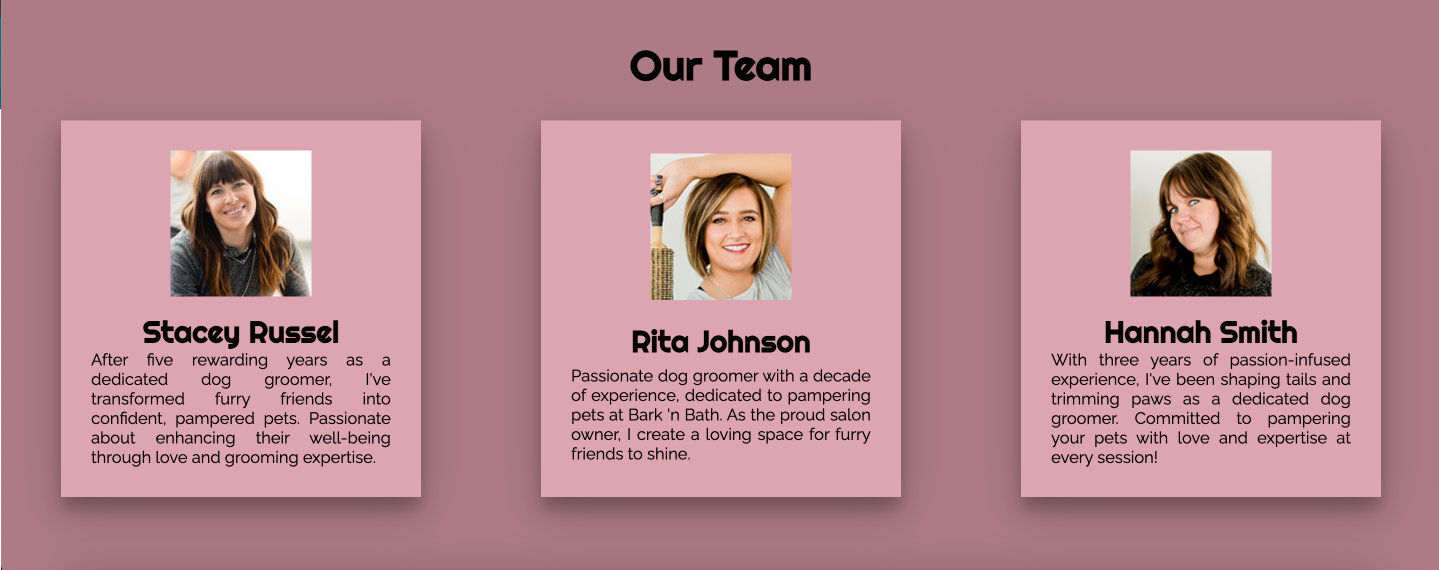 Our Team
Stacey Russel
After five rewarding years as a
dedicated dog groomer, I've
transformed furry friends into
confident, pampered pets. Passionate
about enhancing their well-being
through love and grooming expertise.
Rita Johnson
Passionate dog groomer with a decade
of experience, dedicated to pampering
pets at Bark 'n Bath. As the proud salon
owner, I create a loving space for furry
friends to shine.
Hannah Smith
With three years of passion-infused
experience, I've been shaping tails and
trimming paws as a dedicated dog
groomer. Committed to pampering
your pets with love and expertise at
every session!